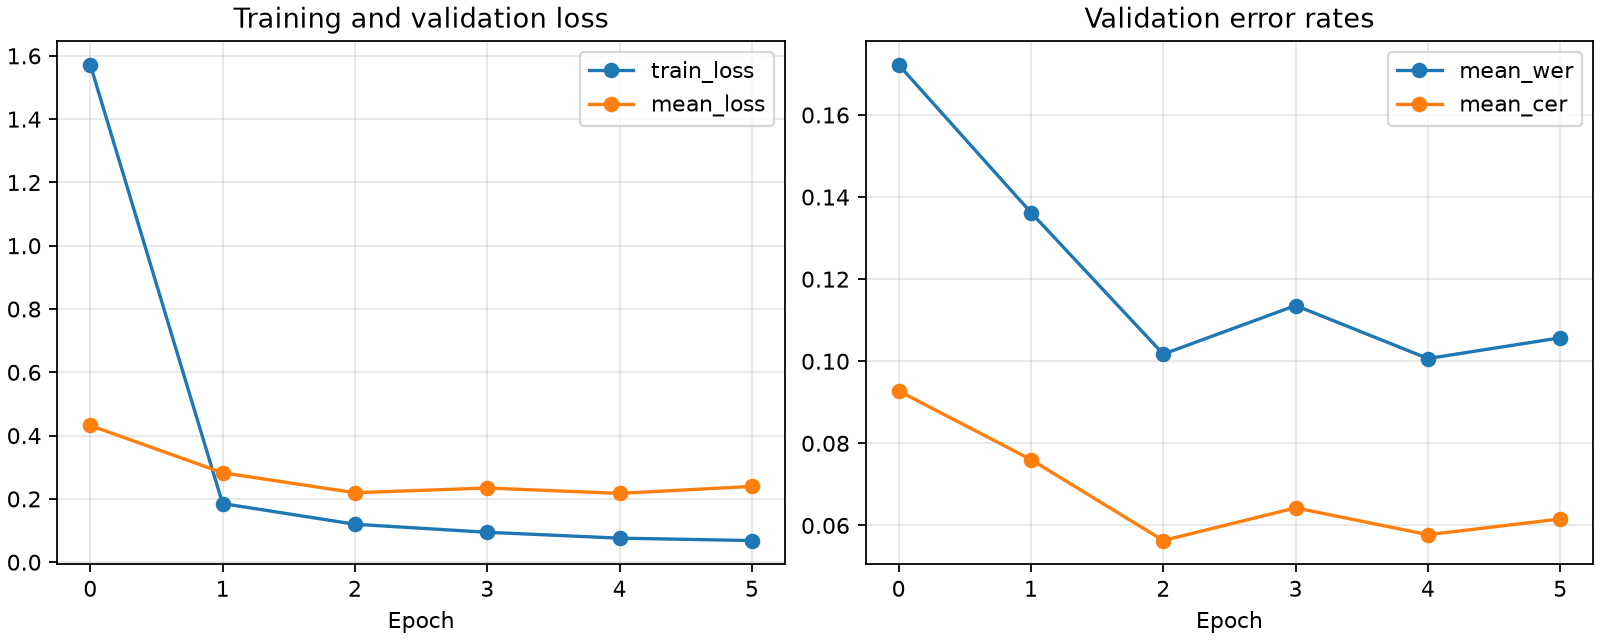 Training and validation loss
1.6
1.4
1.2
1.0
0.8
0.6
0.4
0.2
0.0
train_loss
mean_loss
0 1 2 3 4 5
Epoch
Validation error rates
0.16
0.14
0.12
0.10
0.08
0.06
mean_wer
mean_cer
0 1 2 3 4 5
Epoch